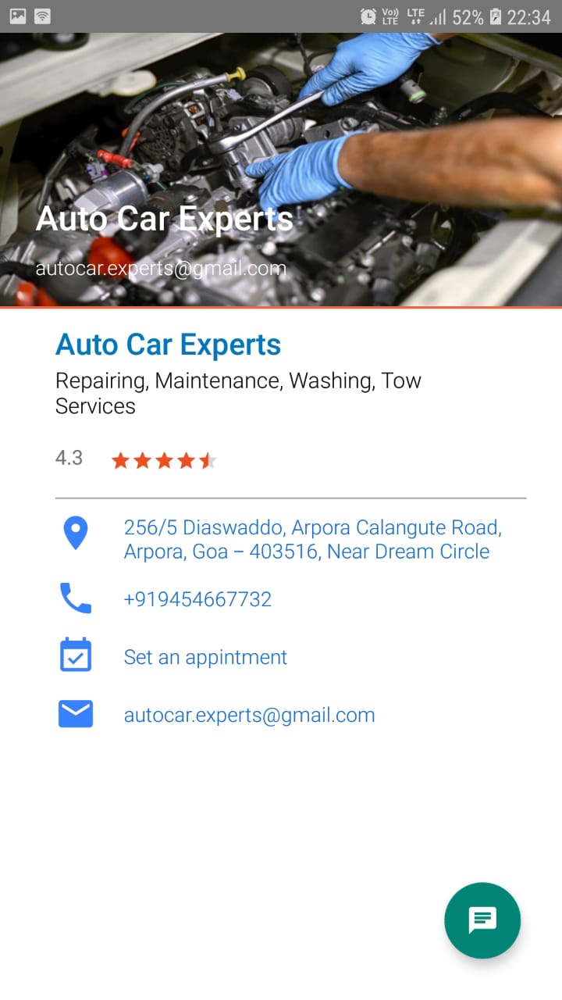 Vo) LTE 52% 22:34
LTE
Auto Car Experts
autocar.experts@gmail.com
Auto Car Experts
Repairing, Maintenance, Washing, Tow
Services
4.3
256/5 Diaswaddo, Arpora Calangute Road,
Arpora, Goa – 403516, Near Dream Circle
+919454667732
Set an appintment
autocar.experts@gmail.com